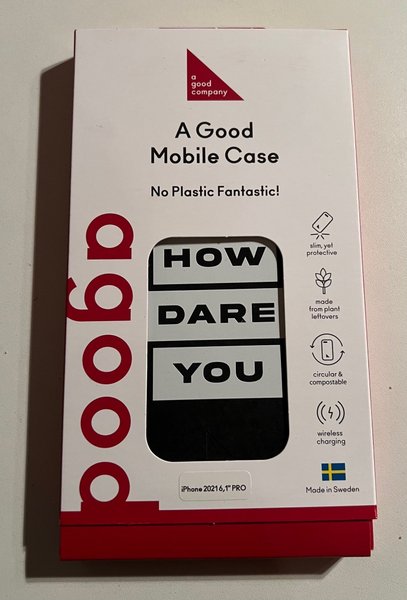 a
good
company
A Good
Mobile Case
No Plastic Fantastic!
agood
HOW
DARE
YOU
slim, yet
protective
made
from plant
leftovers
circular &
compostable
wireless
charging
Made in Sweden
iPhone 2021 6,1" PRO